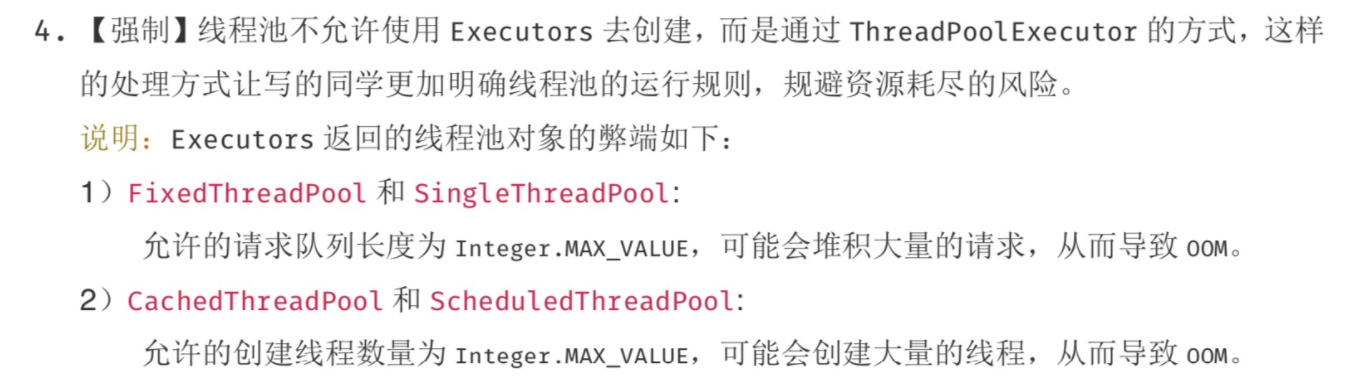 4. 【强制】线程池不允许使用 Executors 去创建，而是通过 ThreadPoolExecutor 的方式，这样
的处理方式让写的同学更加明确线程池的运行规则，规避资源耗尽的风险。
说明：Executors 返回的线程池对象的弊端如下：
1）FixedThreadPool 和 SingleThreadPool:
允许的请求队列长度为 Integer.MAX_VALUE，可能会堆积大量的请求，从而导致 OOM。
2）CachedThreadPool 和 ScheduledThreadPool:
允许的创建线程数量为 Integer.MAX_VALUE，可能会创建大量的线程，从而导致 OOM。